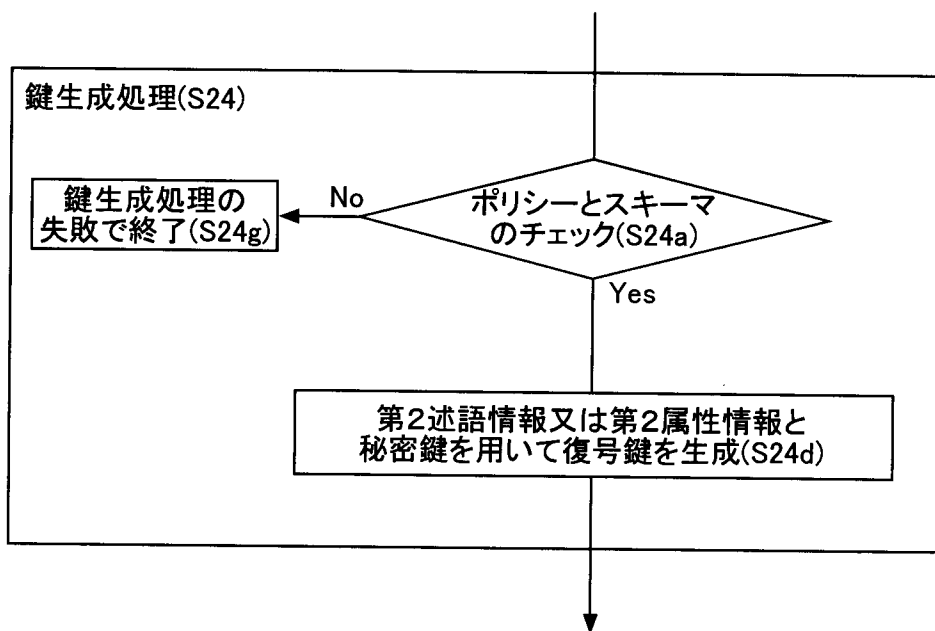 鍵生成処理(S24)
鍵生成処理の
失敗で終了(S24g)
No
ポリシーとスキーマ
のチェック(S24a)
Yes
第2述語情報又は第2属性情報と
秘密鍵を用いて復号鍵を生成(S24d)